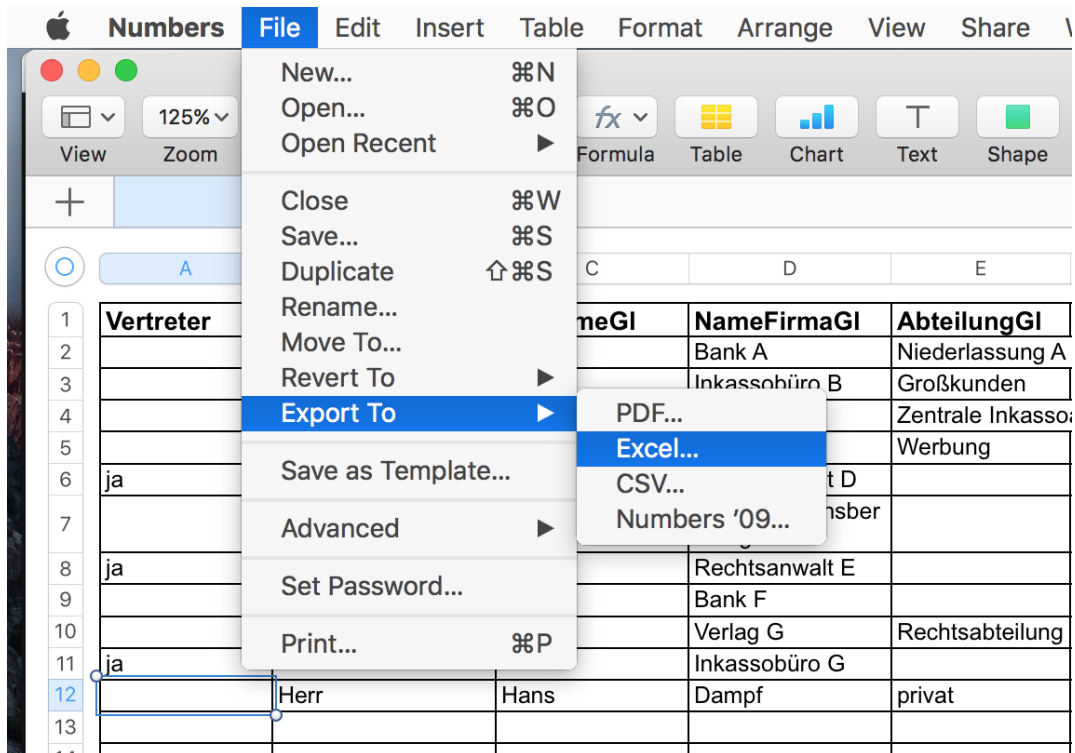 Numbers File Edit Insert Table Format Arrange View Share
New... ⌘N
Open... ⌘O
Open Recent ▶
Close ⌘W
Save... ⌘S
Duplicate ⇧⌘S
Rename...
Move To...
Revert To ▶
Export To ▶
Save as Template...
Advanced ▶
Set Password...
Print... ⌘P
PDF...
Excel...
CSV...
Numbers ’09...
125%
View Zoom Formula Table Chart Text Shape
A C D E
1 Vertreter meGl NameFirmaGl AbteilungGl
2 Bank A Niederlassung A
3 Inkassobüro B Großkunden
4 Zentrale Inkassoa
5 Werbung
6 ja t D
7 nsber
8 ja Rechtsanwalt E
9 Bank F
10 Verlag G Rechtsabteilung
11 ja Inkassobüro G
12 Herr Hans Dampf privat
13